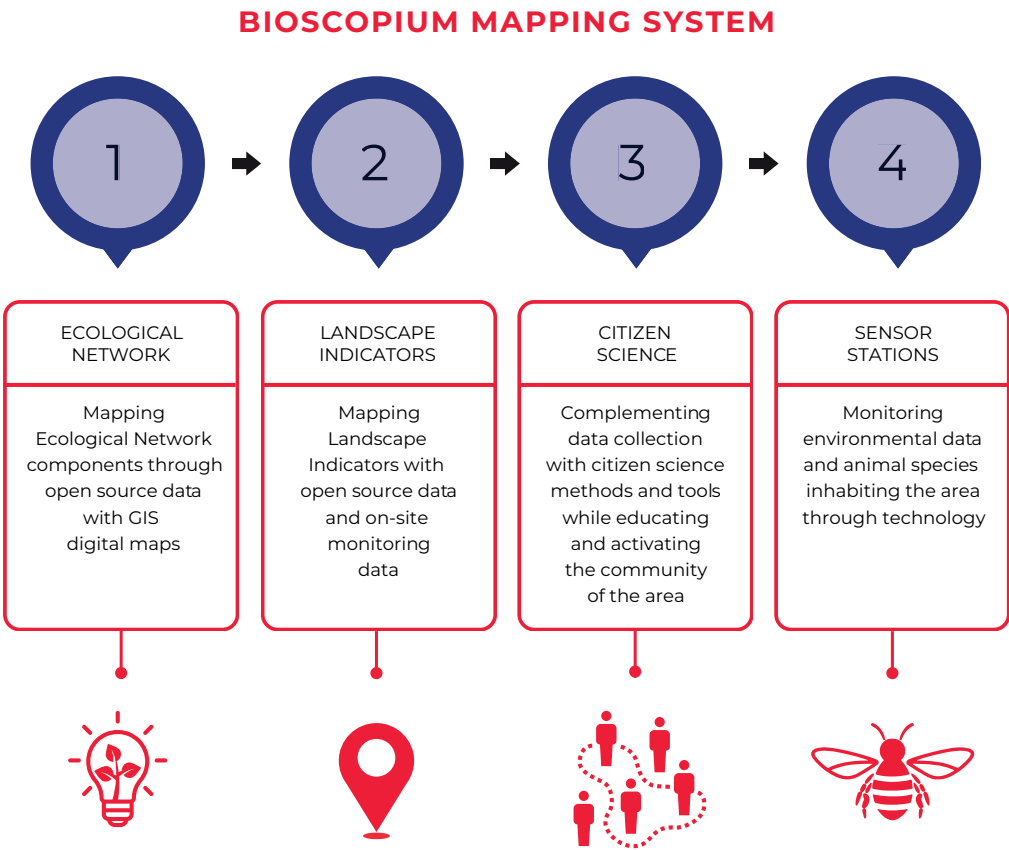 BIOSCOPIUM MAPPING SYSTEM
1
2
3
4
ECOLOGICAL
NETWORK
Mapping
Ecological Network
components through
open source data
with GIS
digital maps
LANDSCAPE
INDICATORS
Mapping
Landscape
Indicators with
open source data
and on-site
monitoring
data
CITIZEN
SCIENCE
Complementing
data collection
with citizen science
methods and tools
while educating
and activating
the community
of the area
SENSOR
STATIONS
Monitoring
environmental data
and animal species
inhabiting the area
through technology